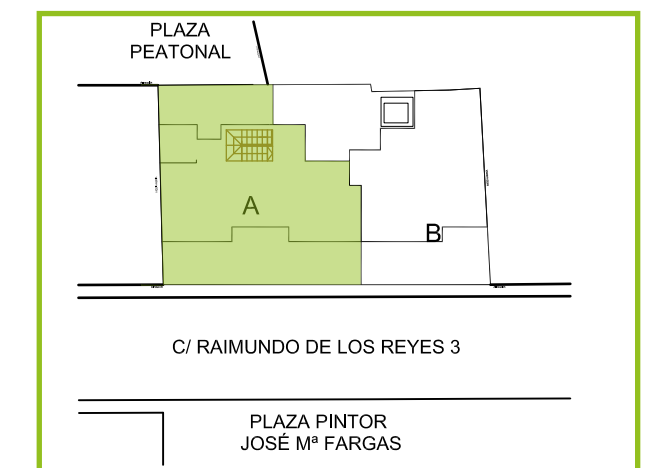 PLAZA
PEATONAL
A
B
C/ RAIMUNDO DE LOS REYES 3
PLAZA PINTOR
JOSÉ Mª FARGAS